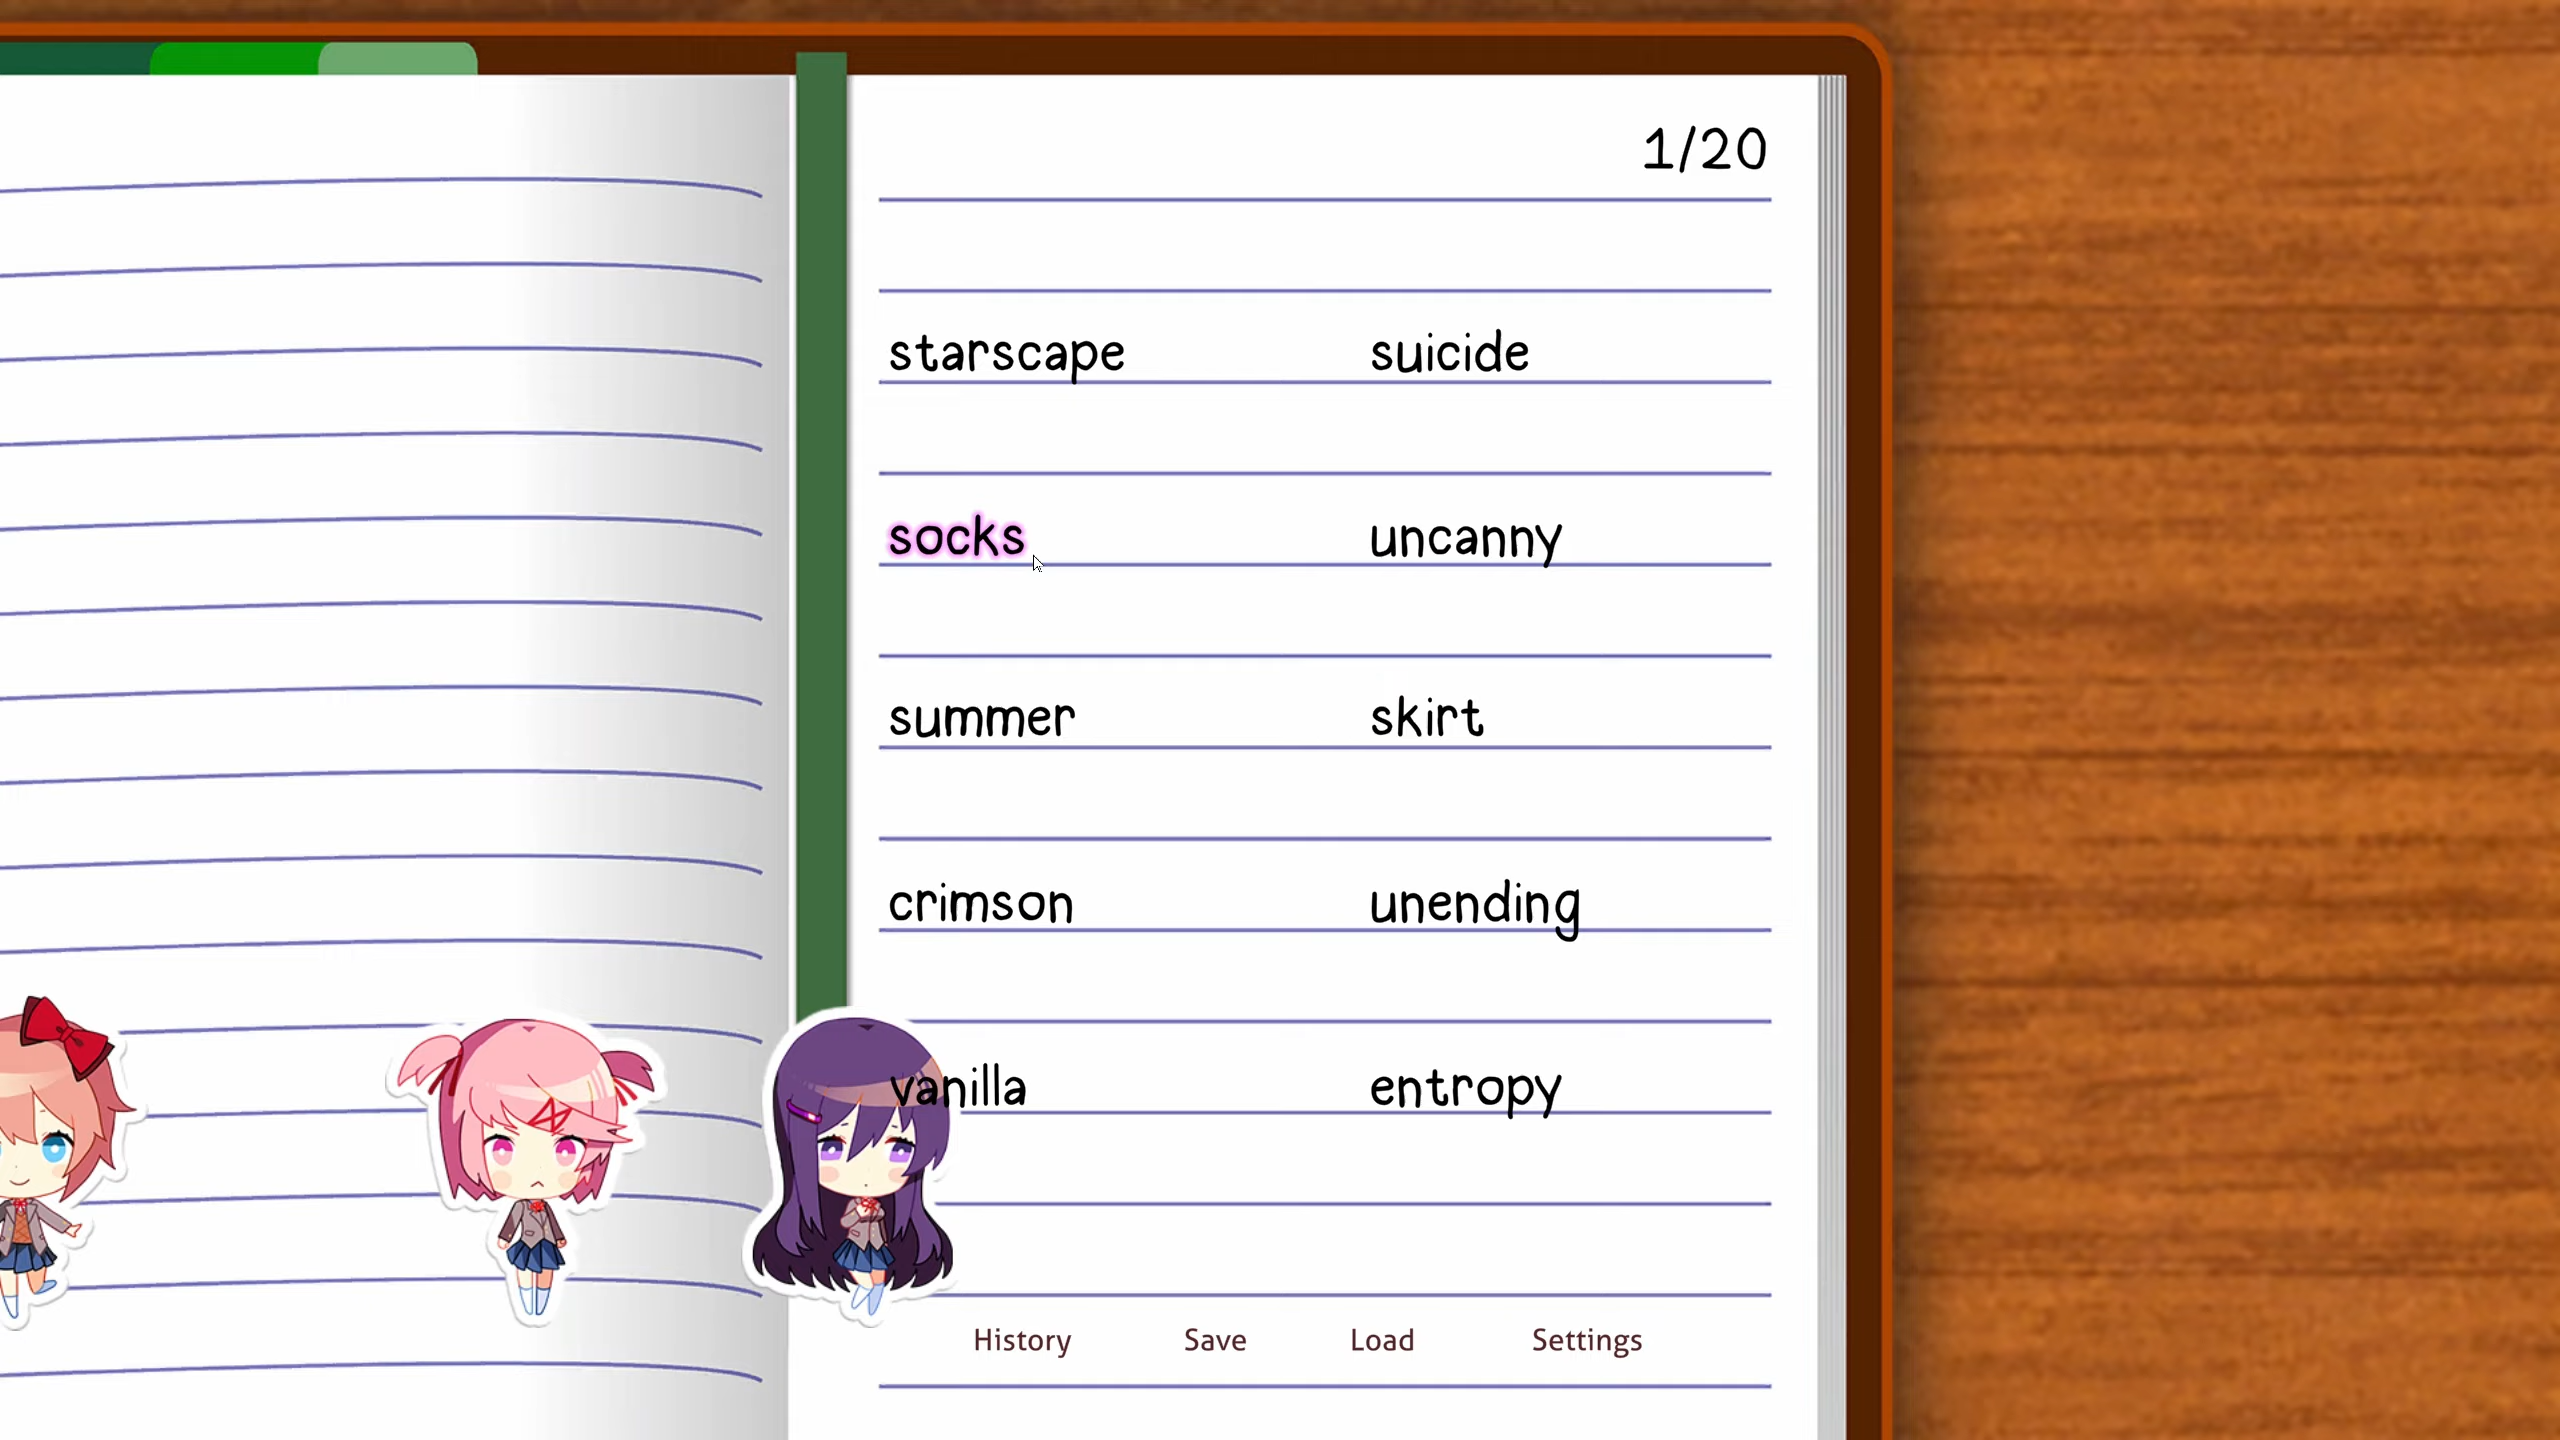 1/20
starscape suicide
socks uncanny
summer skirt
crimson unending
vanilla entropy
History Save Load Settings